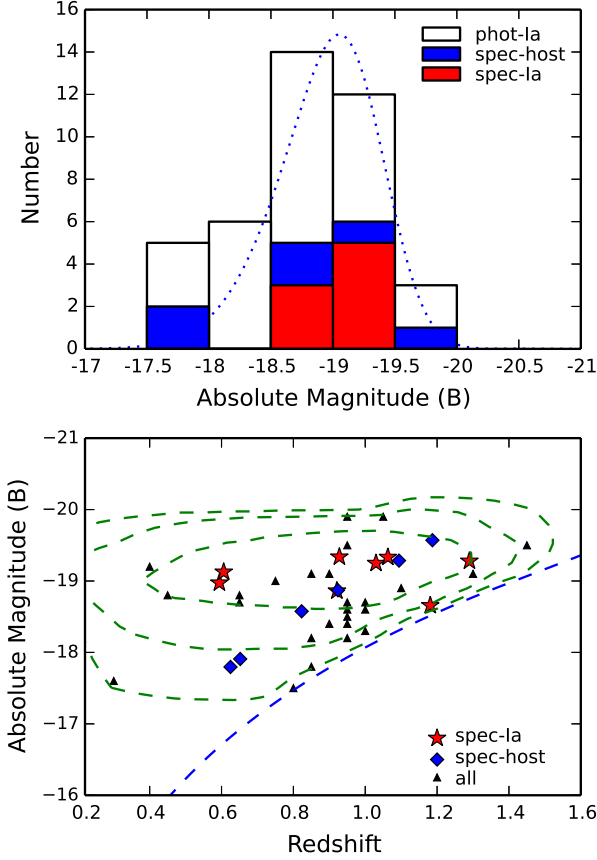 16
14
12
10
8
6
4
2
0
Number
phot-Ia
spec-host
spec-Ia
-17 -17.5 -18 -18.5 -19 -19.5 -20 -20.5 -21
Absolute Magnitude (B)
−21
−20
−19
−18
−17
−16
Absolute Magnitude (B)
spec-Ia
spec-host
all
0.2 0.4 0.6 0.8 1.0 1.2 1.4 1.6
Redshift